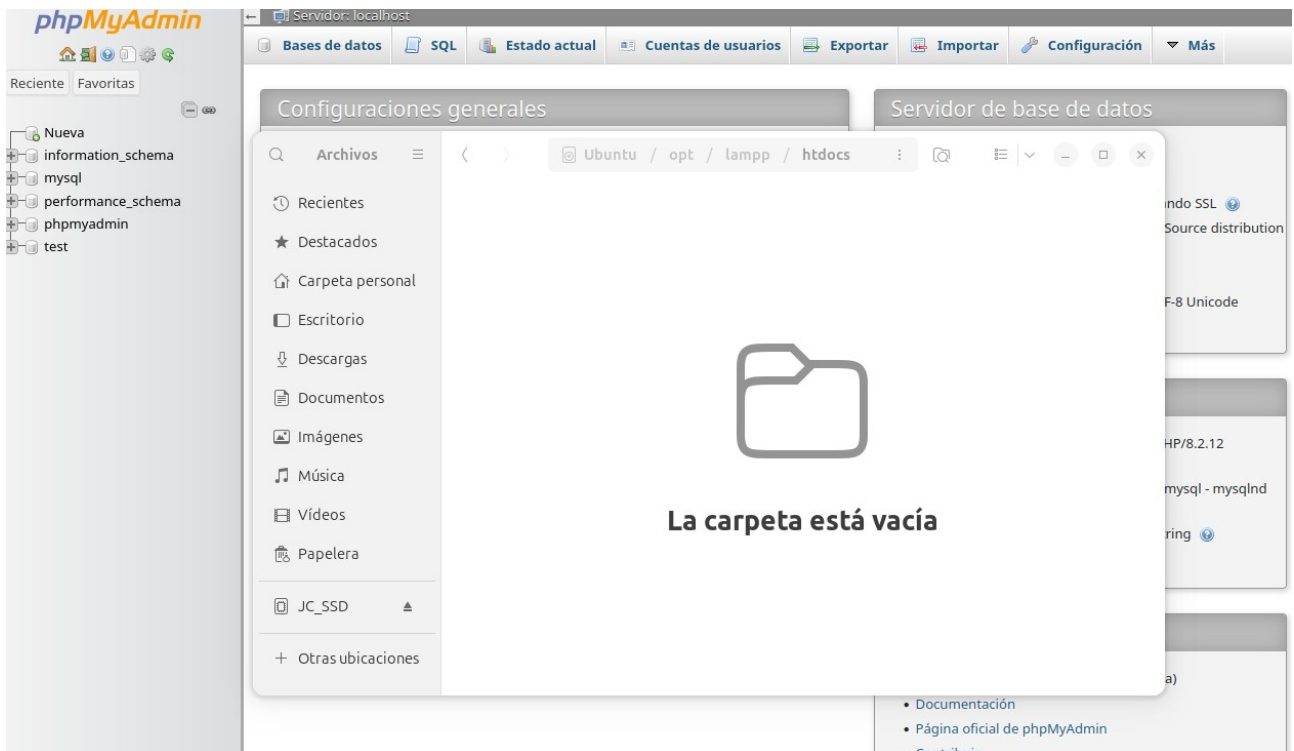 phpMyAdmin
Reciente Favoritas
Nueva
information_schema
mysql
performance_schema
phpmyadmin
test
Servidor: localhost
Bases de datos SQL Estado actual Cuentas de usuarios Exportar Importar Configuración Más
Configuraciones generales
Servidor de base de datos
Archivos
Ubuntu / opt / lampp / htdocs
Recientes
Destacados
Carpeta personal
Escritorio
Descargas
Documentos
Imágenes
Música
Vídeos
Papelera
JC_SSD
+ Otras ubicaciones
La carpeta está vacía
SSL
Source distribution
F-8 Unicode
HP/8.2.12
mysql - mysqlnd
• Documentación
• Página oficial de phpMyAdmin